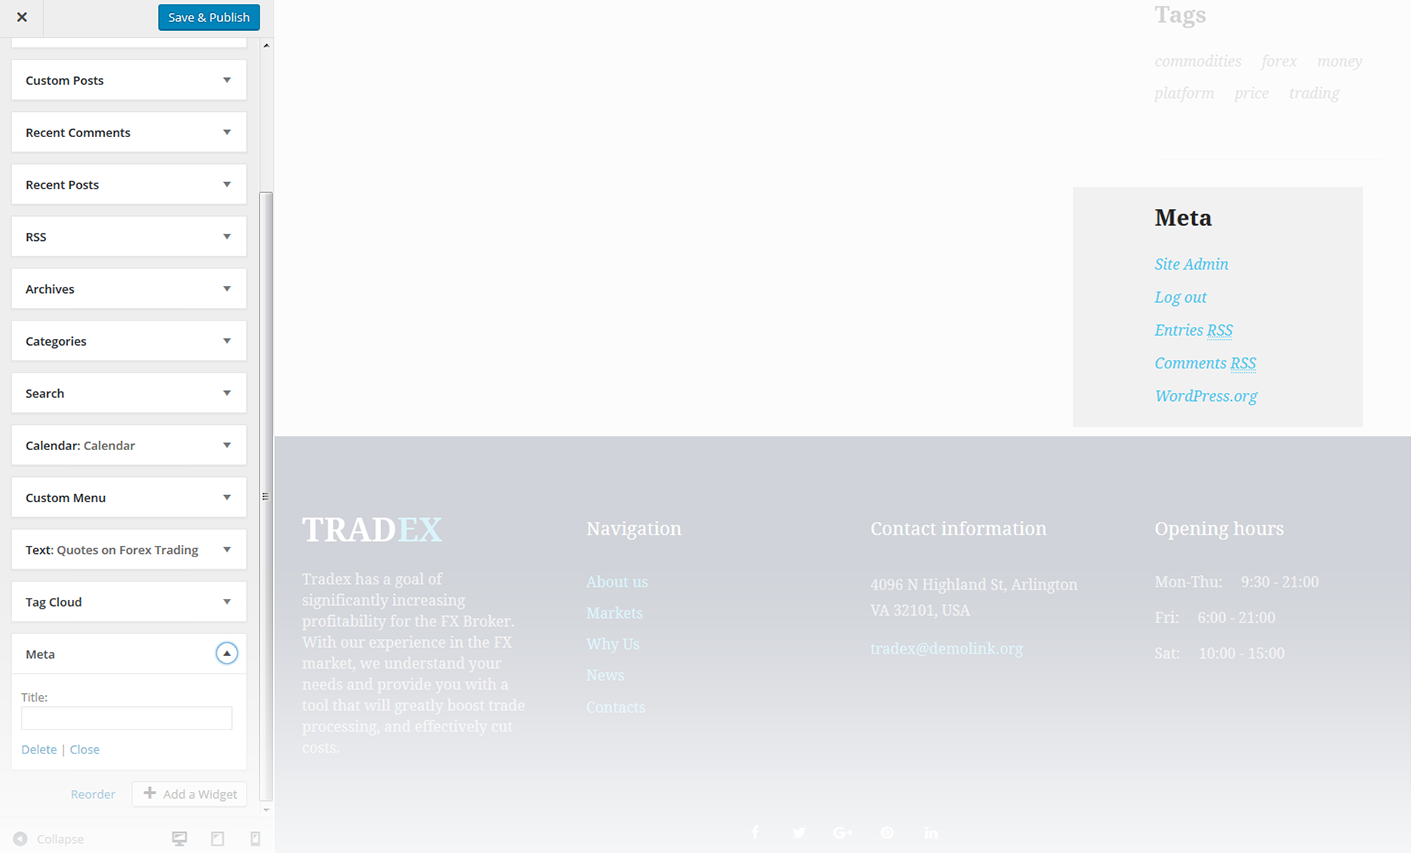 Save & Publish
Custom Posts
Recent Comments
Recent Posts
RSS
Archives
Categories
Search
Calendar: Calendar
Custom Menu
Text: Quotes on Forex Trading
Tag Cloud
Meta
Title:
Delete | Close
Reorder
Add a Widget
Collapse
Tags
commodities forex money
platform price trading
Meta
Site Admin
Log out
Entries RSS
Comments RSS
WordPress.org
TRADEX
Tradex has a goal of
significantly increasing
profitability for the FX Broker.
With our experience in the FX
market, we understand your
needs and provide you with a
tool that will greatly boost trade
processing, and effectively cut
costs.
Navigation
About us
Markets
Why Us
News
Contacts
Contact information
4096 N Highland St, Arlington
VA 32101, USA
tradex@demolink.org
Opening hours
Mon-Thu: 9:30 - 21:00
Fri: 6:00 - 21:00
Sat: 10:00 - 15:00